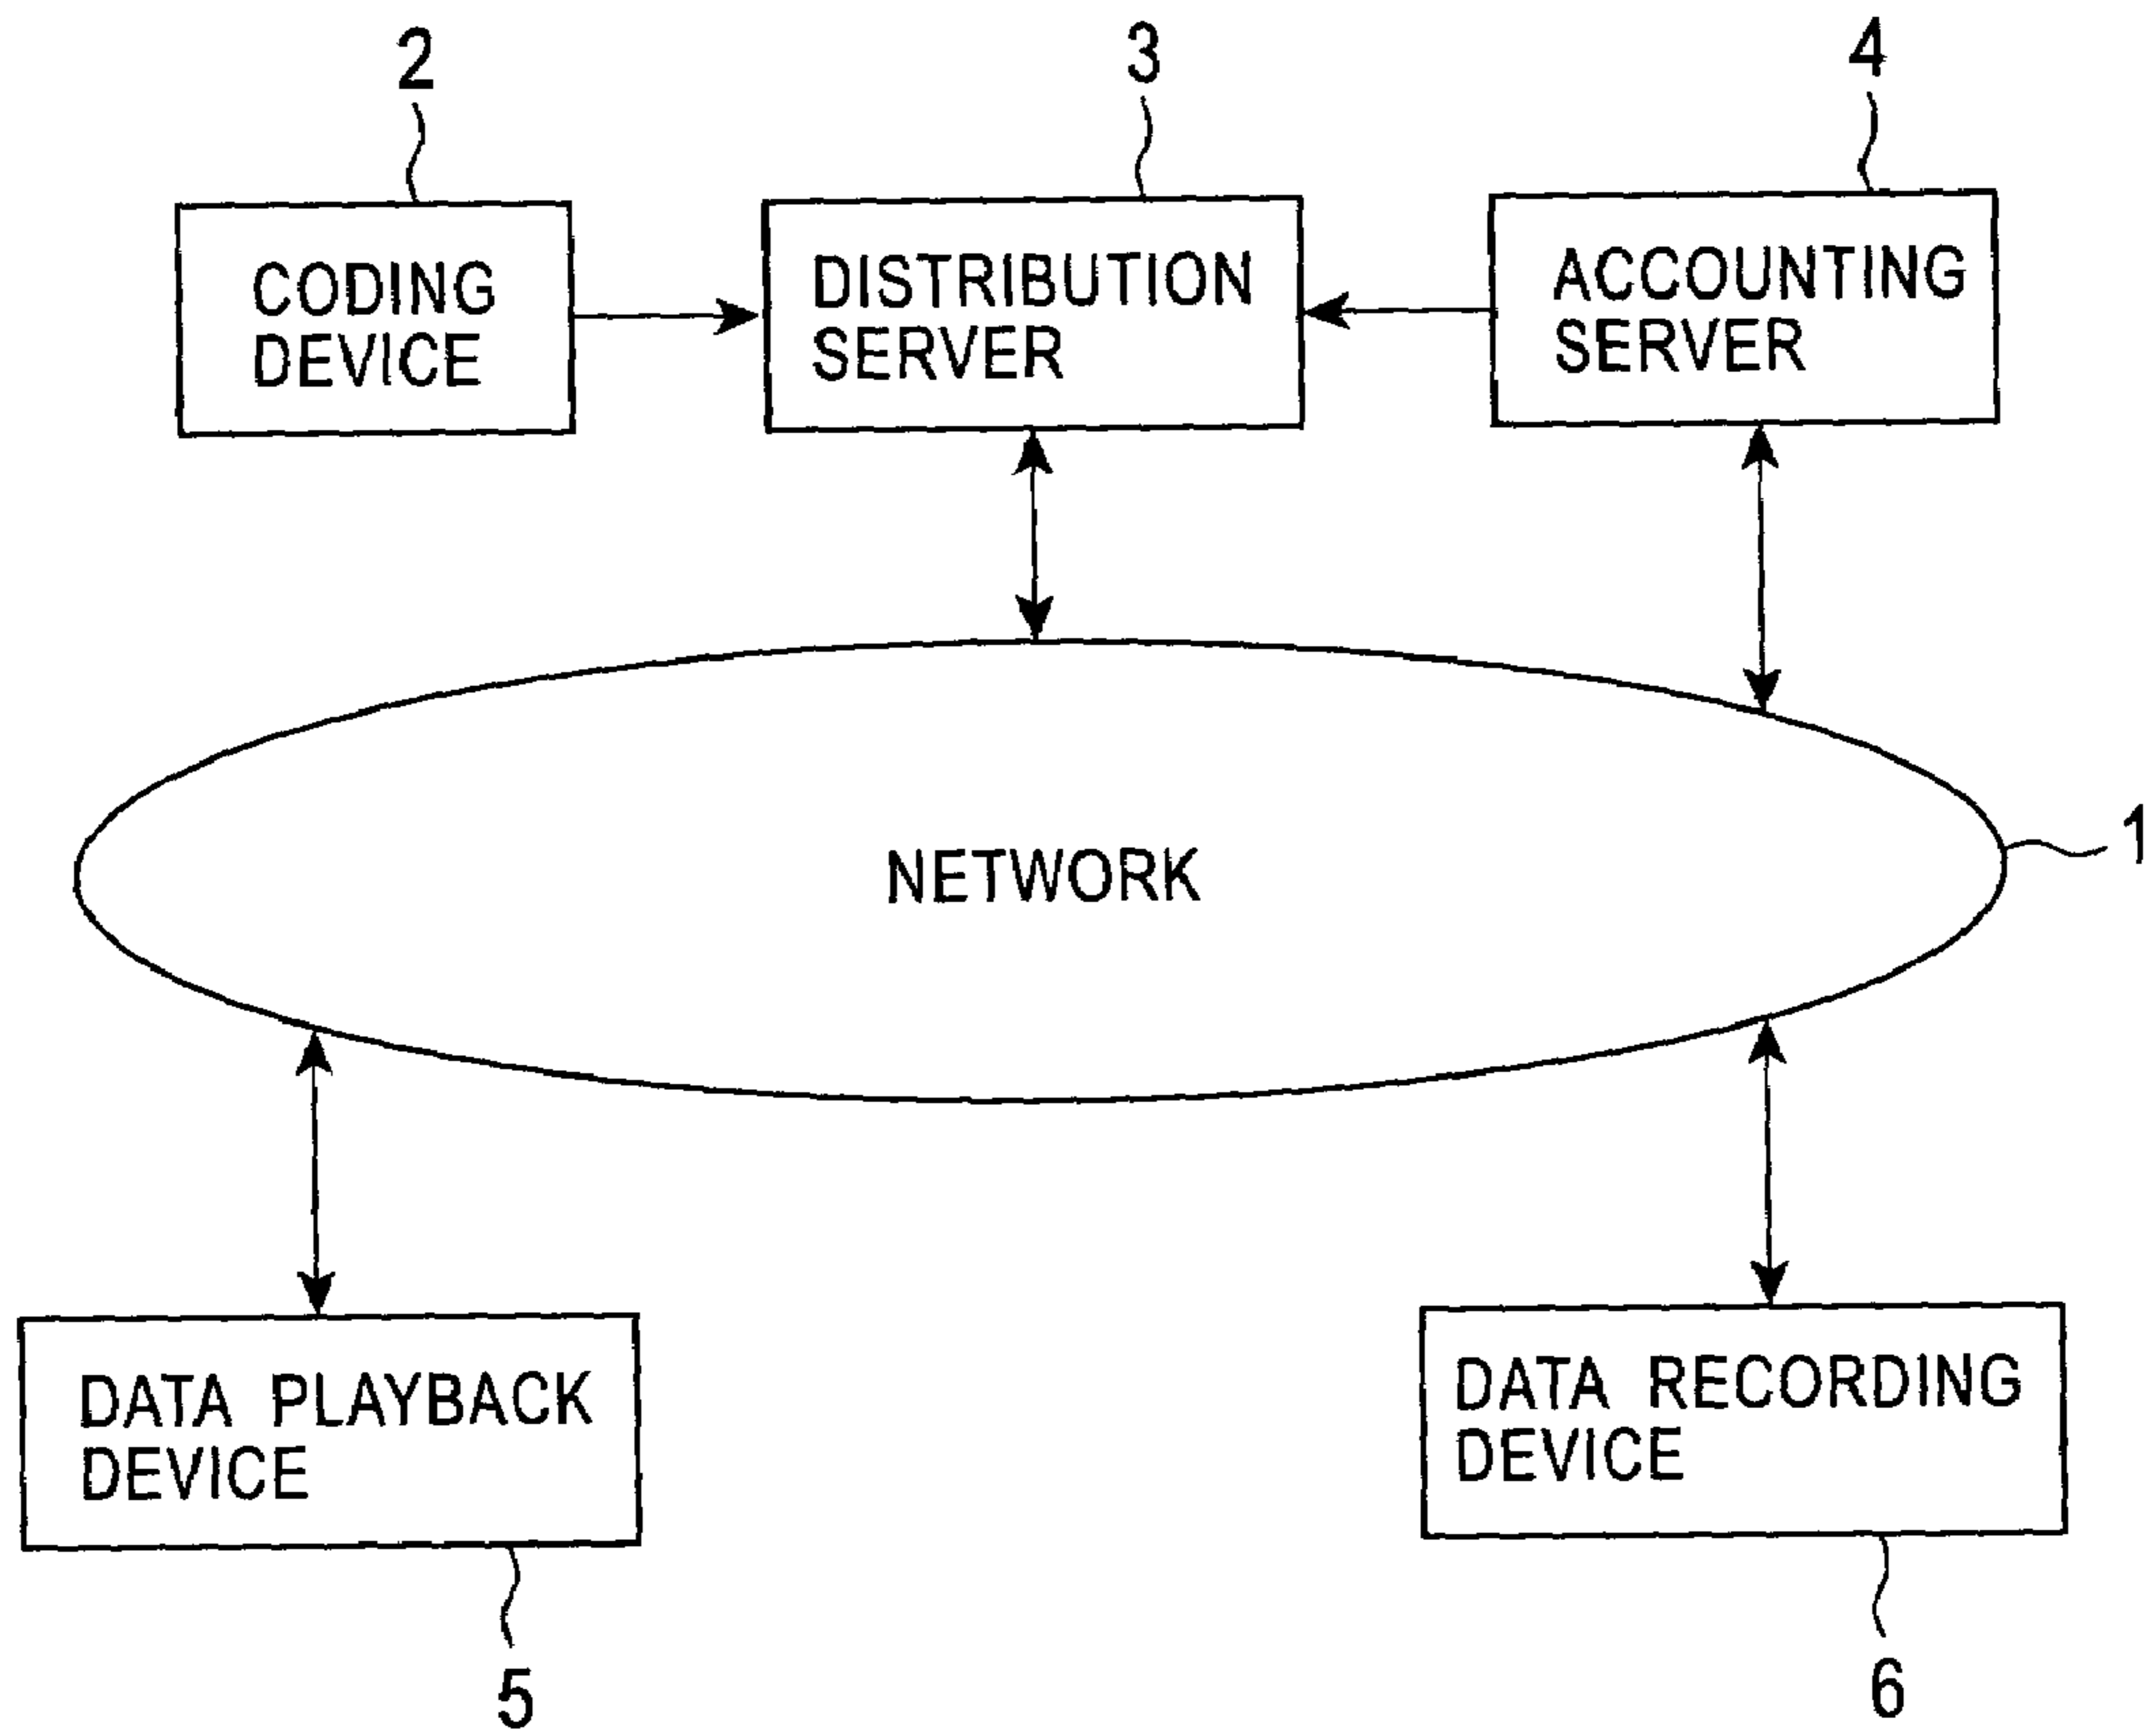 2
3
4
CODING
DEVICE
DISTRIBUTION
SERVER
ACCOUNTING
SERVER
NETWORK
1
DATA PLAYBACK
DEVICE
DATA RECORDING
DEVICE
5
6